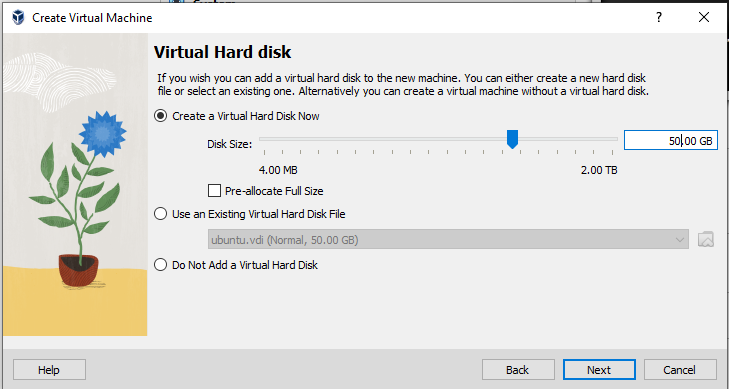 Create Virtual Machine
?
Virtual Hard disk
If you wish you can add a virtual hard disk to the new machine. You can either create a new hard disk
file or select an existing one. Alternatively you can create a virtual machine without a virtual hard disk.
Create a Virtual Hard Disk Now
Disk Size:
50.00 GB
4.00 MB
2.00 TB
Pre-allocate Full Size
Use an Existing Virtual Hard Disk File
ubuntu.vdi (Normal, 50.00 GB)
Do Not Add a Virtual Hard Disk
Help
Back
Next
Cancel